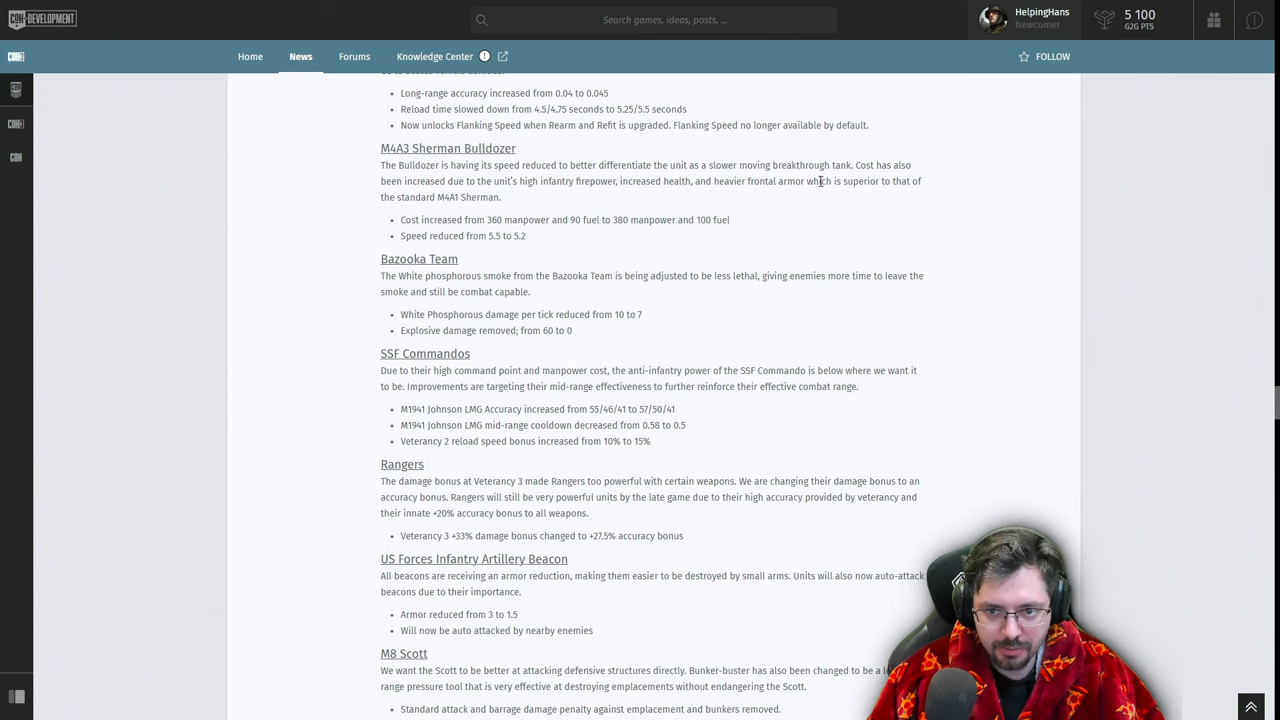 COH-DEVELOPMENT
Search games, ideas, posts, ...
HelpingHans
Newcomer
5 100
G2G PTS
COH3
Home
News
Forums
Knowledge Center
FOLLOW
Long-range accuracy increased from 0.04 to 0.045
Reload time slowed down from 4.5/4.75 seconds to 5.25/5.5 seconds
Now unlocks Flanking Speed when Rearm and Refit is upgraded. Flanking Speed no longer available by default.
M4A3 Sherman Bulldozer
The Bulldozer is having its speed reduced to better differentiate the unit as a slower moving breakthrough tank. Cost has also
been increased due to the unit's high infantry firepower, increased health, and heavier frontal armor which is superior to that of
the standard M4A1 Sherman.
Cost increased from 360 manpower and 90 fuel to 380 manpower and 100 fuel
Speed reduced from 5.5 to 5.2
Bazooka Team
The White phosphorous smoke from the Bazooka Team is being adjusted to be less lethal, giving enemies more time to leave the
smoke and still be combat capable.
White Phosphorous damage per tick reduced from 10 to 7
Explosive damage removed; from 60 to 0
SSF Commandos
Due to their high command point and manpower cost, the anti-infantry power of the SSF Commando is below where we want it
to be. Improvements are targeting their mid-range effectiveness to further reinforce their effective combat range.
M1941 Johnson LMG Accuracy increased from 55/46/41 to 57/50/41
M1941 Johnson LMG mid-range cooldown decreased from 0.58 to 0.5
Veterancy 2 reload speed bonus increased from 10% to 15%
Rangers
The damage bonus at Veterancy 3 made Rangers too powerful with certain weapons. We are changing their damage bonus to an
accuracy bonus. Rangers will still be very powerful units by the late game due to their high accuracy provided by veterancy and
their innate +20% accuracy bonus to all weapons.
Veterancy 3 +33% damage bonus changed to +27.5% accuracy bonus
US Forces Infantry Artillery Beacon
All beacons are receiving an armor reduction, making them easier to be destroyed by small arms. Units will also now auto-attack
beacons due to their importance.
Armor reduced from 3 to 1.5
Will now be auto attacked by nearby enemies
M8 Scott
We want the Scott to be better at attacking defensive structures directly. Bunker-buster has also been changed to be a
range pressure tool that is very effective at destroying emplacements without endangering the Scott.
Standard attack and barrage damage penalty against emplacement and bunkers removed.